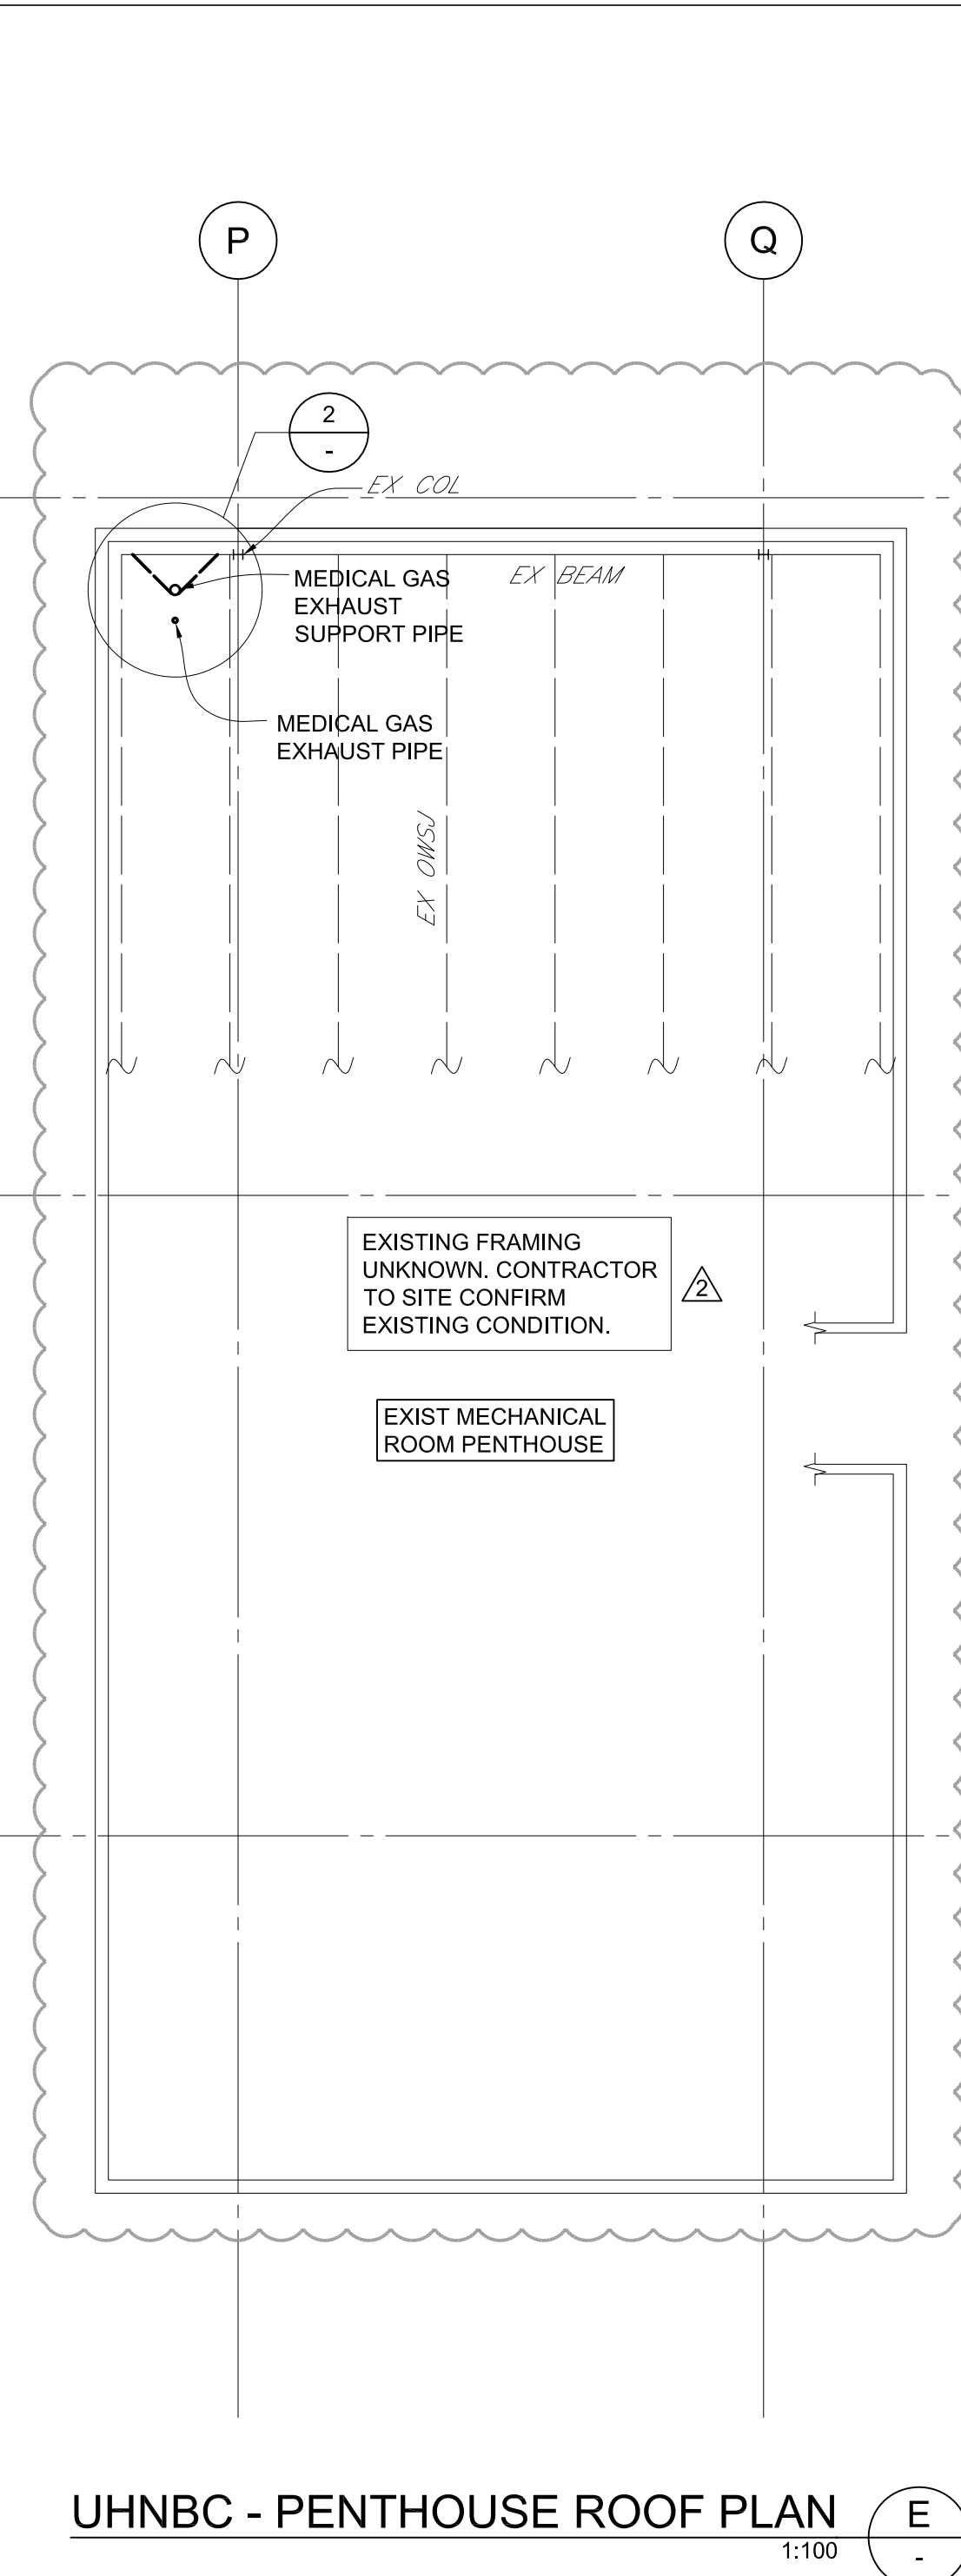 P
Q
2
-
EX COL
MEDICAL GAS
EXHAUST
SUPPORT PIPE
EX BEAM
MEDICAL GAS
EXHAUST PIPE
EX OWSJ
EXISTING FRAMING
UNKNOWN. CONTRACTOR
TO SITE CONFIRM
EXISTING CONDITION.
2
EXIST MECHANICAL
ROOM PENTHOUSE
UHNBC - PENTHOUSE ROOF PLAN
1:100
E
-